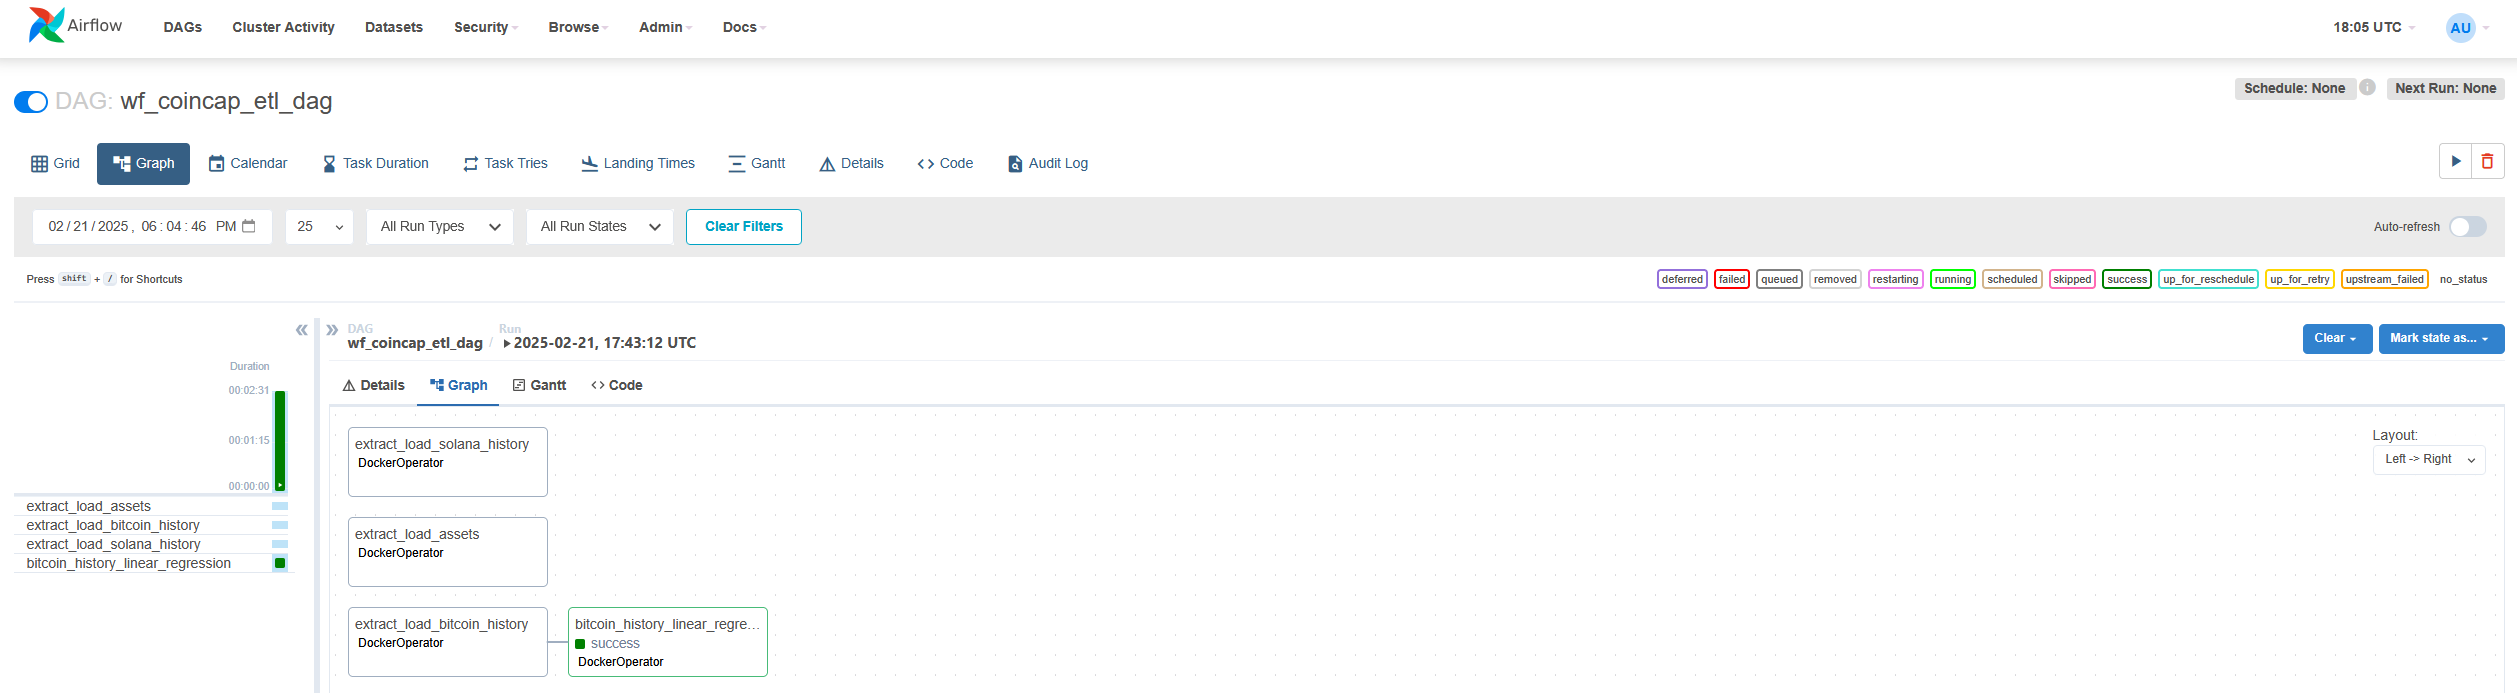 Airflow DAGs Cluster Activity Datasets Security Browse Admin Docs 18:05 UTC AU
DAG: wf_coincap_etl_dag Schedule: None i Next Run: None
Grid Graph Calendar Task Duration Task Tries Landing Times Gantt Details Code Audit Log
02/21/2025, 06:04:46 PM 25 All Run Types All Run States Clear Filters Auto-refresh
Press shift + / for Shortcuts deferred failed queued removed restarting running scheduled skipped success up_for_reschedule up_for_retry upstream_failed no_status
DAG Run
wf_coincap_etl_dag / 2025-02-21, 17:43:12 UTC Clear Mark state as...
Duration
00:02:31
00:01:15
00:00:00
extract_load_assets
extract_load_bitcoin_history
extract_load_solana_history
bitcoin_history_linear_regression
Details Graph Gantt Code
Layout:
Left -> Right
extract_load_solana_history
DockerOperator
extract_load_assets
DockerOperator
extract_load_bitcoin_history
DockerOperator
bitcoin_history_linear_regre...
success
DockerOperator